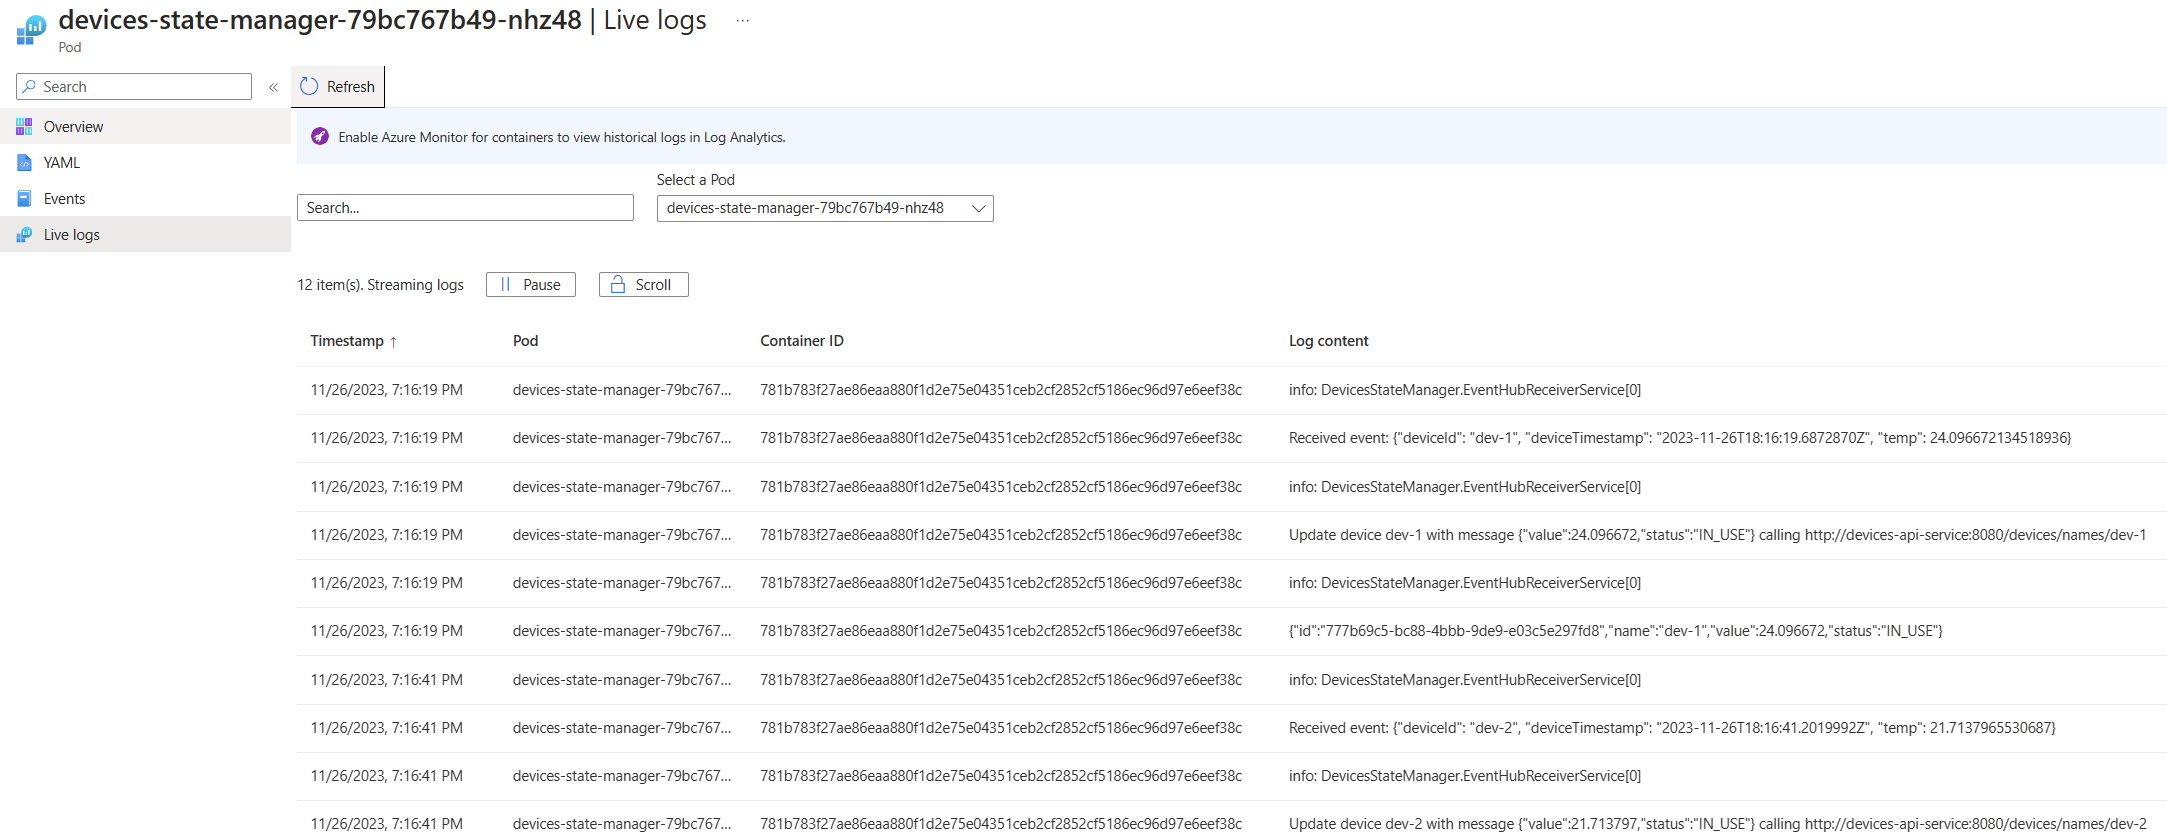 devices-state-manager-79bc767b49-nhz48 | Live logs ...
Pod
Search «
Refresh
Overview
YAML
Events
Live logs
Enable Azure Monitor for containers to view historical logs in Log Analytics.
Select a Pod
Search... devices-state-manager-79bc767b49-nhz48
12 item(s). Streaming logs Pause Scroll
Timestamp ↑ Pod Container ID Log content
11/26/2023, 7:16:19 PM devices-state-manager-79bc767... 781b783f27ae86eaa880f1d2e75e04351ceb2cf2852cf5186ec96d97e6eef38c info: DevicesStateManager.EventHubReceiverService[0]
11/26/2023, 7:16:19 PM devices-state-manager-79bc767... 781b783f27ae86eaa880f1d2e75e04351ceb2cf2852cf5186ec96d97e6eef38c Received event: {"deviceId": "dev-1", "deviceTimestamp": "2023-11-26T18:16:19.6872870Z", "temp": 24.096672134518936}
11/26/2023, 7:16:19 PM devices-state-manager-79bc767... 781b783f27ae86eaa880f1d2e75e04351ceb2cf2852cf5186ec96d97e6eef38c info: DevicesStateManager.EventHubReceiverService[0]
11/26/2023, 7:16:19 PM devices-state-manager-79bc767... 781b783f27ae86eaa880f1d2e75e04351ceb2cf2852cf5186ec96d97e6eef38c Update device dev-1 with message {"value":24.096672,"status":"IN_USE"} calling http://devices-api-service:8080/devices/names/dev-1
11/26/2023, 7:16:19 PM devices-state-manager-79bc767... 781b783f27ae86eaa880f1d2e75e04351ceb2cf2852cf5186ec96d97e6eef38c info: DevicesStateManager.EventHubReceiverService[0]
11/26/2023, 7:16:19 PM devices-state-manager-79bc767... 781b783f27ae86eaa880f1d2e75e04351ceb2cf2852cf5186ec96d97e6eef38c {"id":"777b69c5-bc88-4bbb-9de9-e03c5e297fd8","name":"dev-1","value":24.096672,"status":"IN_USE"}
11/26/2023, 7:16:41 PM devices-state-manager-79bc767... 781b783f27ae86eaa880f1d2e75e04351ceb2cf2852cf5186ec96d97e6eef38c info: DevicesStateManager.EventHubReceiverService[0]
11/26/2023, 7:16:41 PM devices-state-manager-79bc767... 781b783f27ae86eaa880f1d2e75e04351ceb2cf2852cf5186ec96d97e6eef38c Received event: {"deviceId": "dev-2", "deviceTimestamp": "2023-11-26T18:16:41.2019992Z", "temp": 21.7137965530687}
11/26/2023, 7:16:41 PM devices-state-manager-79bc767... 781b783f27ae86eaa880f1d2e75e04351ceb2cf2852cf5186ec96d97e6eef38c info: DevicesStateManager.EventHubReceiverService[0]
11/26/2023, 7:16:41 PM devices-state-manager-79bc767... 781b783f27ae86eaa880f1d2e75e04351ceb2cf2852cf5186ec96d97e6eef38c Update device dev-2 with message {"value":21.713797,"status":"IN_USE"} calling http://devices-api-service:8080/devices/names/dev-2